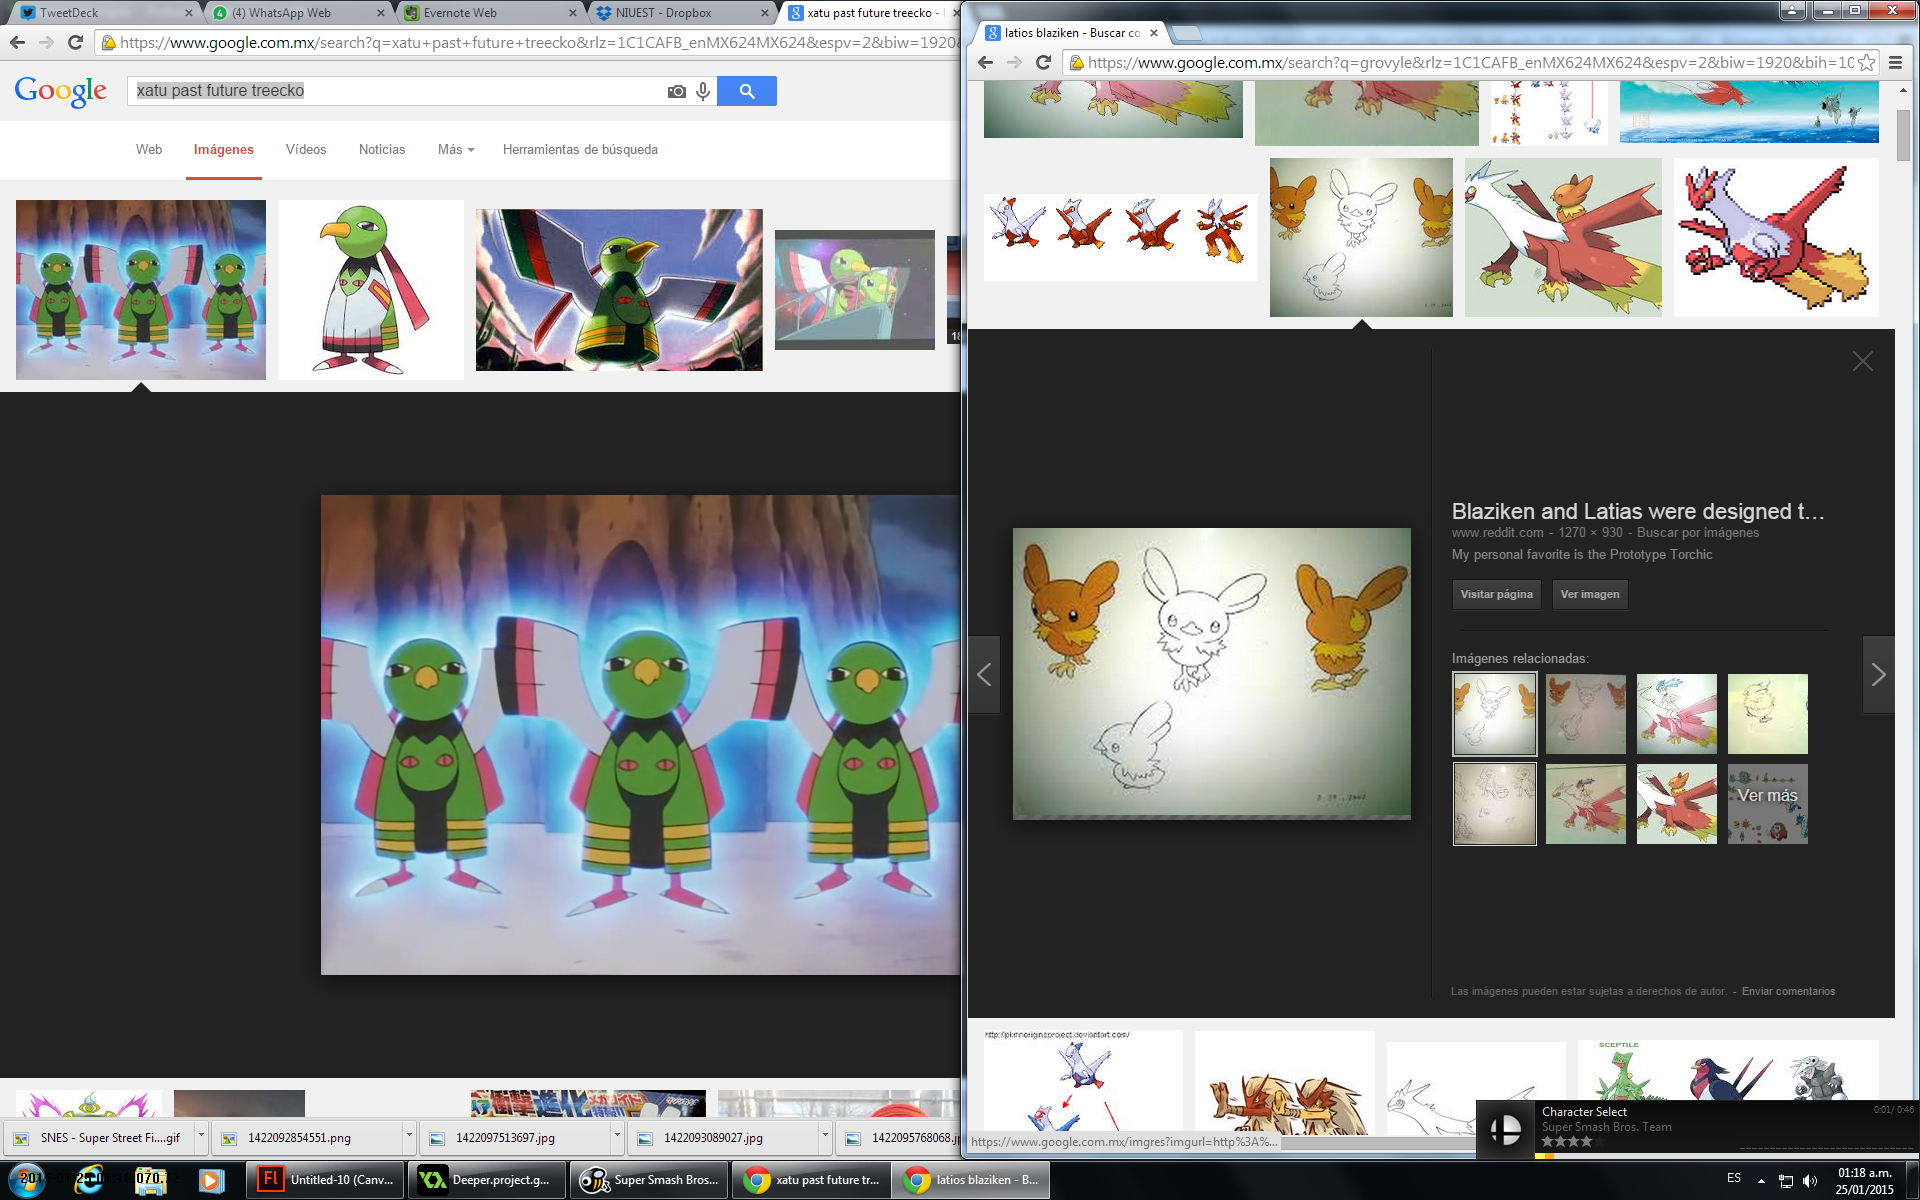 TweetDeck
(4) WhatsApp Web
Evernote Web
NIUEST - Dropbox
xatu past future treecko -
https://www.google.com.mx/search?q=xatu+past+future+treecko&rlz=1C1CAFB_enMX624MX624&espv=2&biw=1920&
Google
xatu past future treecko
Web
Imágenes
Vídeos
Noticias
Más
Herramientas de búsqueda
latios blaziken - Buscar co
https://www.google.com.mx/search?q=grovyle&rlz=1C1CAFB_enMX624MX624&espv=2&biw=1920&bih=10
Blaziken and Latias were designed t...
www.reddit.com - 1270 × 930 - Buscar por imágenes
My personal favorite is the Prototype Torchic
Visitar página
Ver imagen
Imágenes relacionadas:
Ver más
Las imágenes pueden estar sujetas a derechos de autor. - Enviar comentarios
http://pkmnoriginsproject.deviantart.com/
SCEPTILE
https://www.google.com.mx/imgres?imgurl=http%3A%...
Character Select
0:01/ 0:46
Super Smash Bros. Team
SNES - Super Street Fi....gif
1422092854551.png
1422097513697.jpg
1422093089027.jpg
1422095768068.jp
Untitled-10 (Canv...
Deeper.project.g...
Super Smash Bros...
xatu past future tr...
latios blaziken - B...
ES
01:18 a.m.
25/01/2015